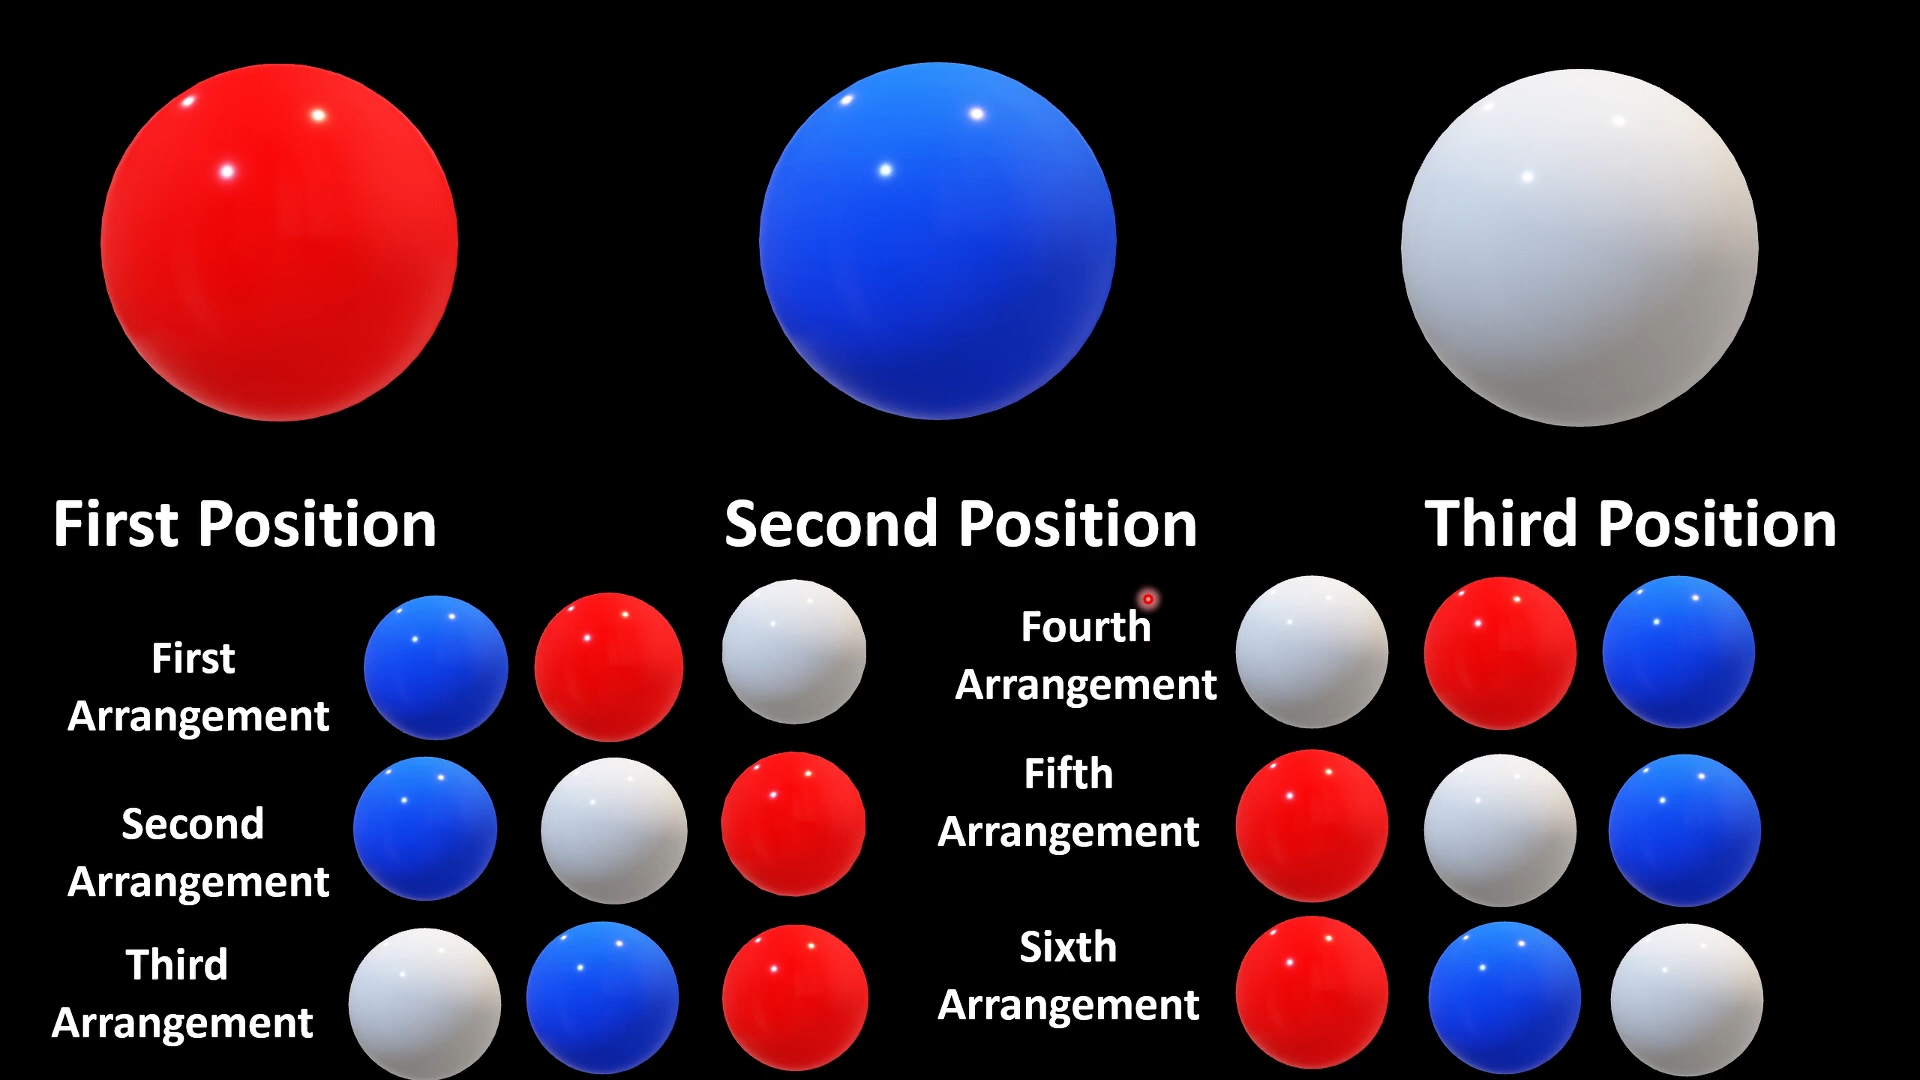 First Position
Second Position
Third Position
First
Arrangement
Second
Arrangement
Third
Arrangement
Fourth
Arrangement
Fifth
Arrangement
Sixth
Arrangement